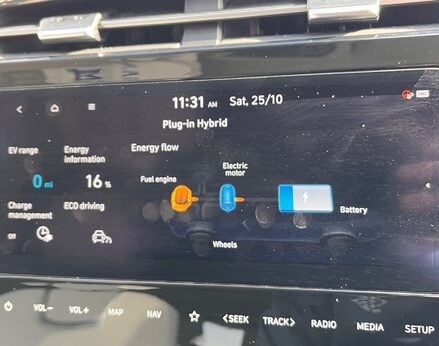 11:31 AM Sat, 25/10
Plug-in Hybrid
EV range
0 mi
Energy
information
16 %
Energy flow
Charge
management
Off
ECO driving
Fuel engine
Electric
motor
Battery
Wheels
VOL− VOL+ MAP NAV <SEEK TRACK> RADIO MEDIA SETUP